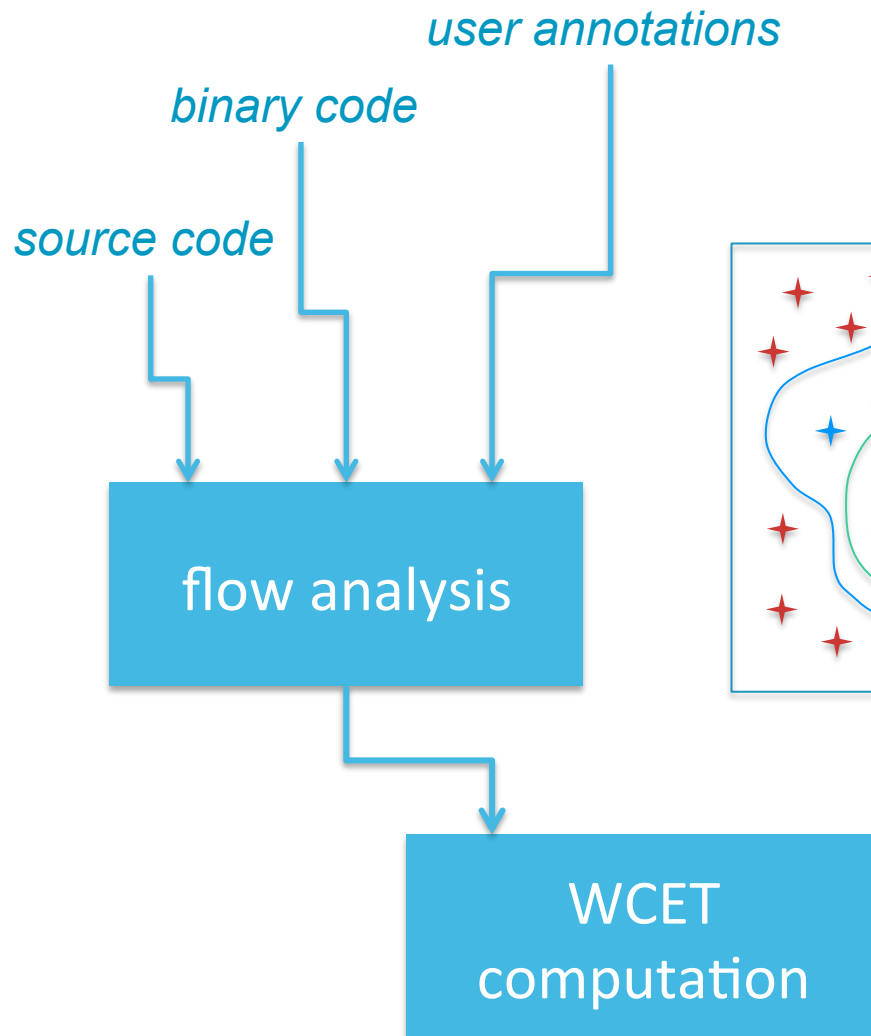 user annotations
binary code
source code
flow analysis
WCET
computation